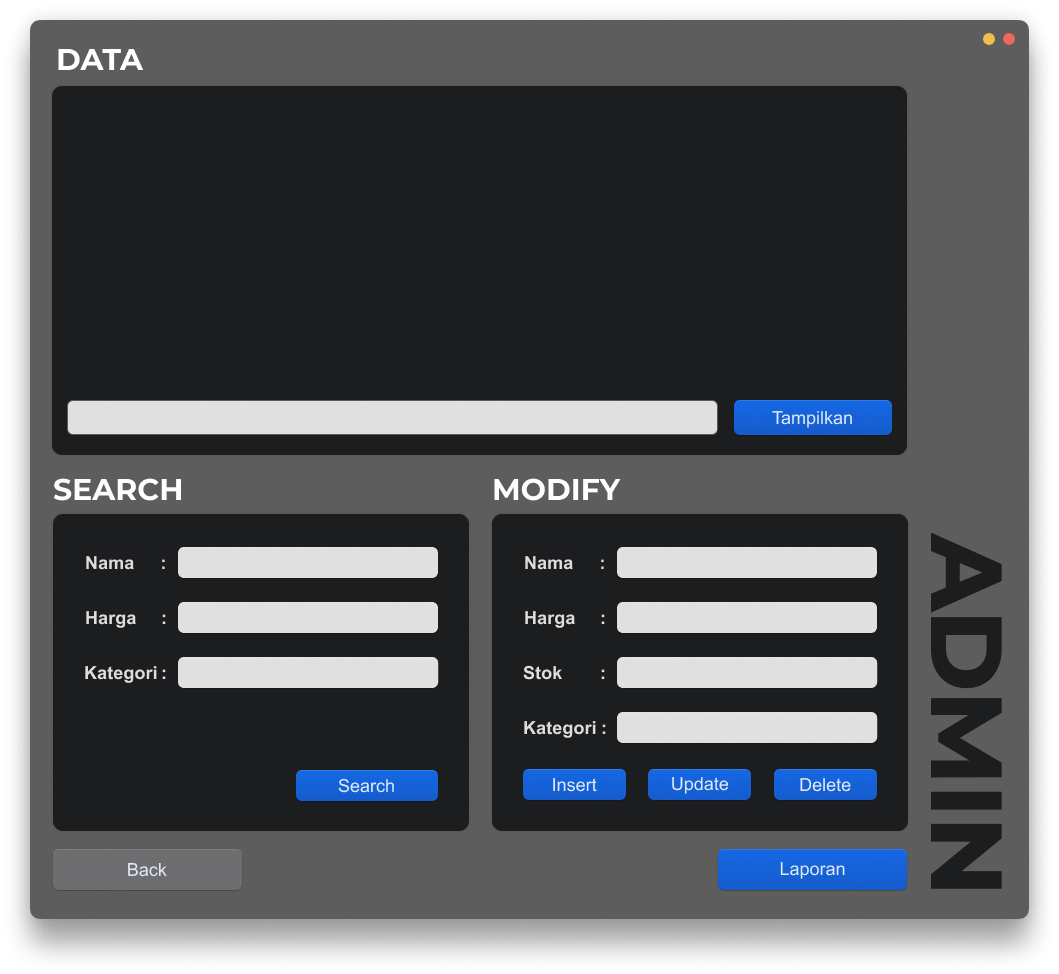 DATA
Tampilkan
SEARCH
Nama :
Harga :
Kategori :
Search
MODIFY
Nama :
Harga :
Stok :
Kategori :
Insert Update Delete
Back
Laporan
ADMIN